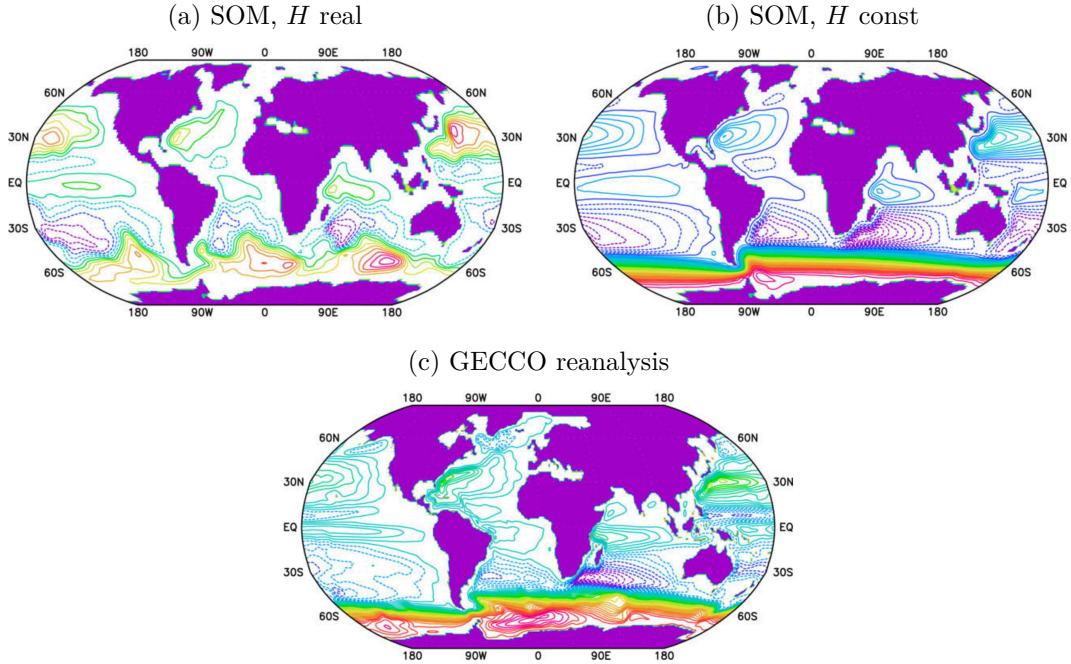 (a) SOM, H real
(b) SOM, H const
180 90W 0 90E 180
180 90W 0 90E 180
60N 60N
60N 60N
30N 30N
30N 30N
EQ EQ
EQ EQ
30S 30S
30S 30S
60S 60S
60S 60S
180 90W 0 90E 180
180 90W 0 90E 180
(c) GECCO reanalysis
180 90W 0 90E 180
60N 60N
30N 30N
EQ EQ
30S 30S
60S 60S
180 90W 0 90E 180